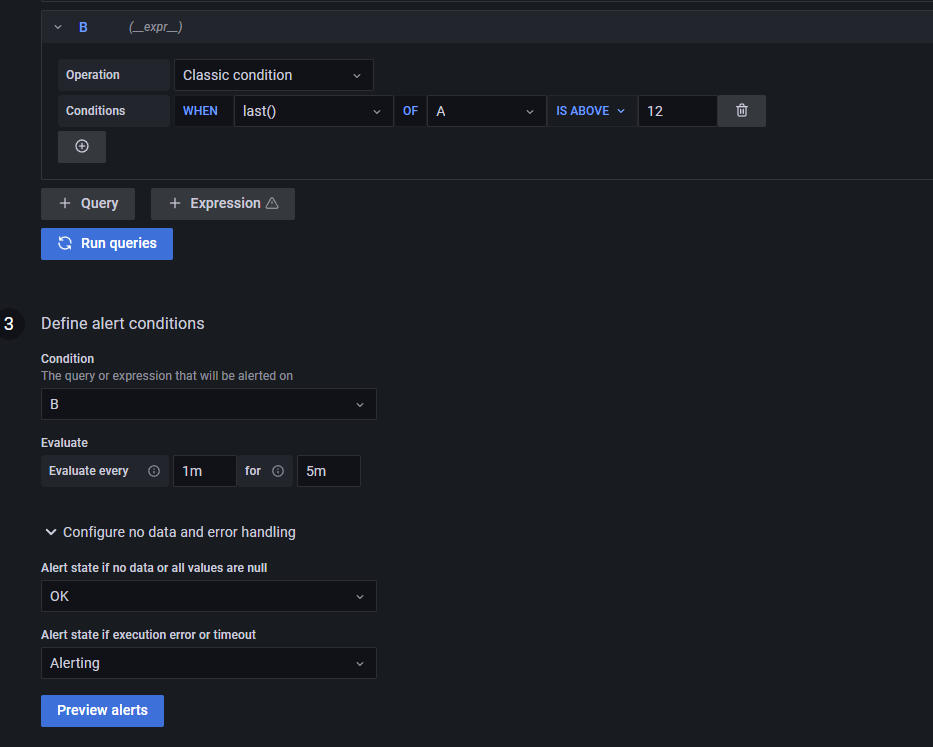 B (__expr__)
Operation Classic condition
Conditions WHEN last() OF A IS ABOVE 12
+ Query + Expression
Run queries
3 Define alert conditions
Condition
The query or expression that will be alerted on
B
Evaluate
Evaluate every 1m for 5m
Configure no data and error handling
Alert state if no data or all values are null
OK
Alert state if execution error or timeout
Alerting
Preview alerts